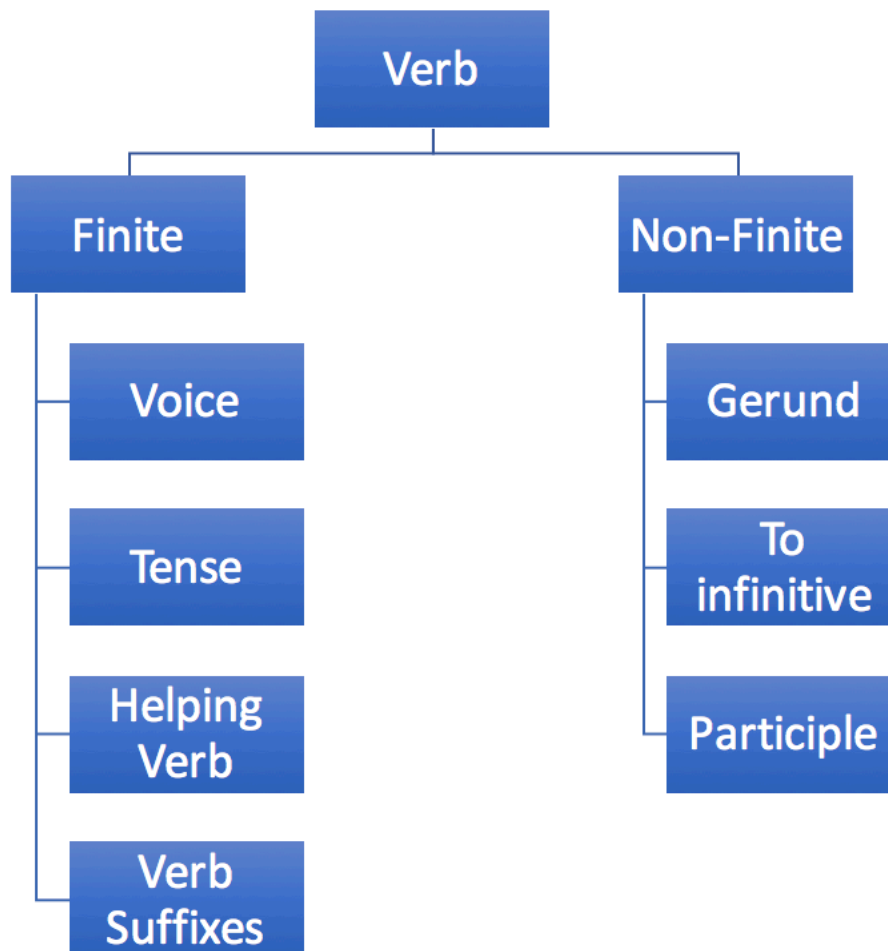 Verb
Finite
Non-Finite
Voice
Tense
Helping
Verb
Verb
Suffixes
Gerund
To
infinitive
Participle